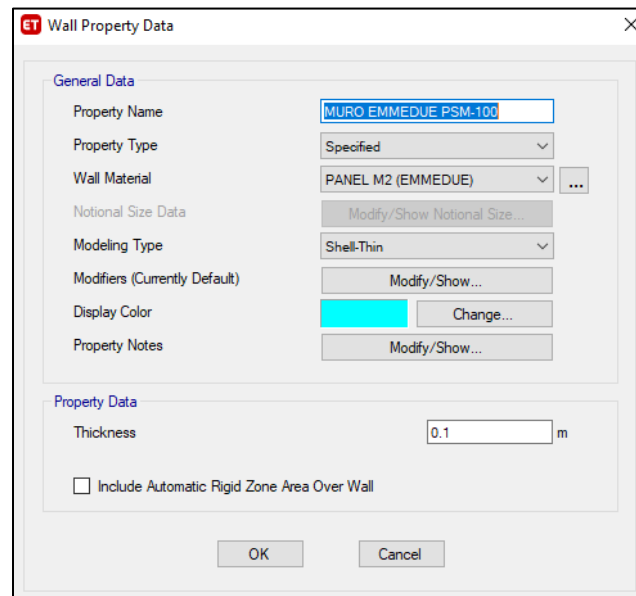 ET Wall Property Data
General Data
Property Name MURO EMMEDUE PSM-100
Property Type Specified
Wall Material PANEL M2 (EMMEDUE) ...
Notional Size Data Modify/Show Notional Size...
Modeling Type Shell-Thin
Modifiers (Currently Default) Modify/Show...
Display Color Change...
Property Notes Modify/Show...
Property Data
Thickness 0.1 m
Include Automatic Rigid Zone Area Over Wall
OK Cancel